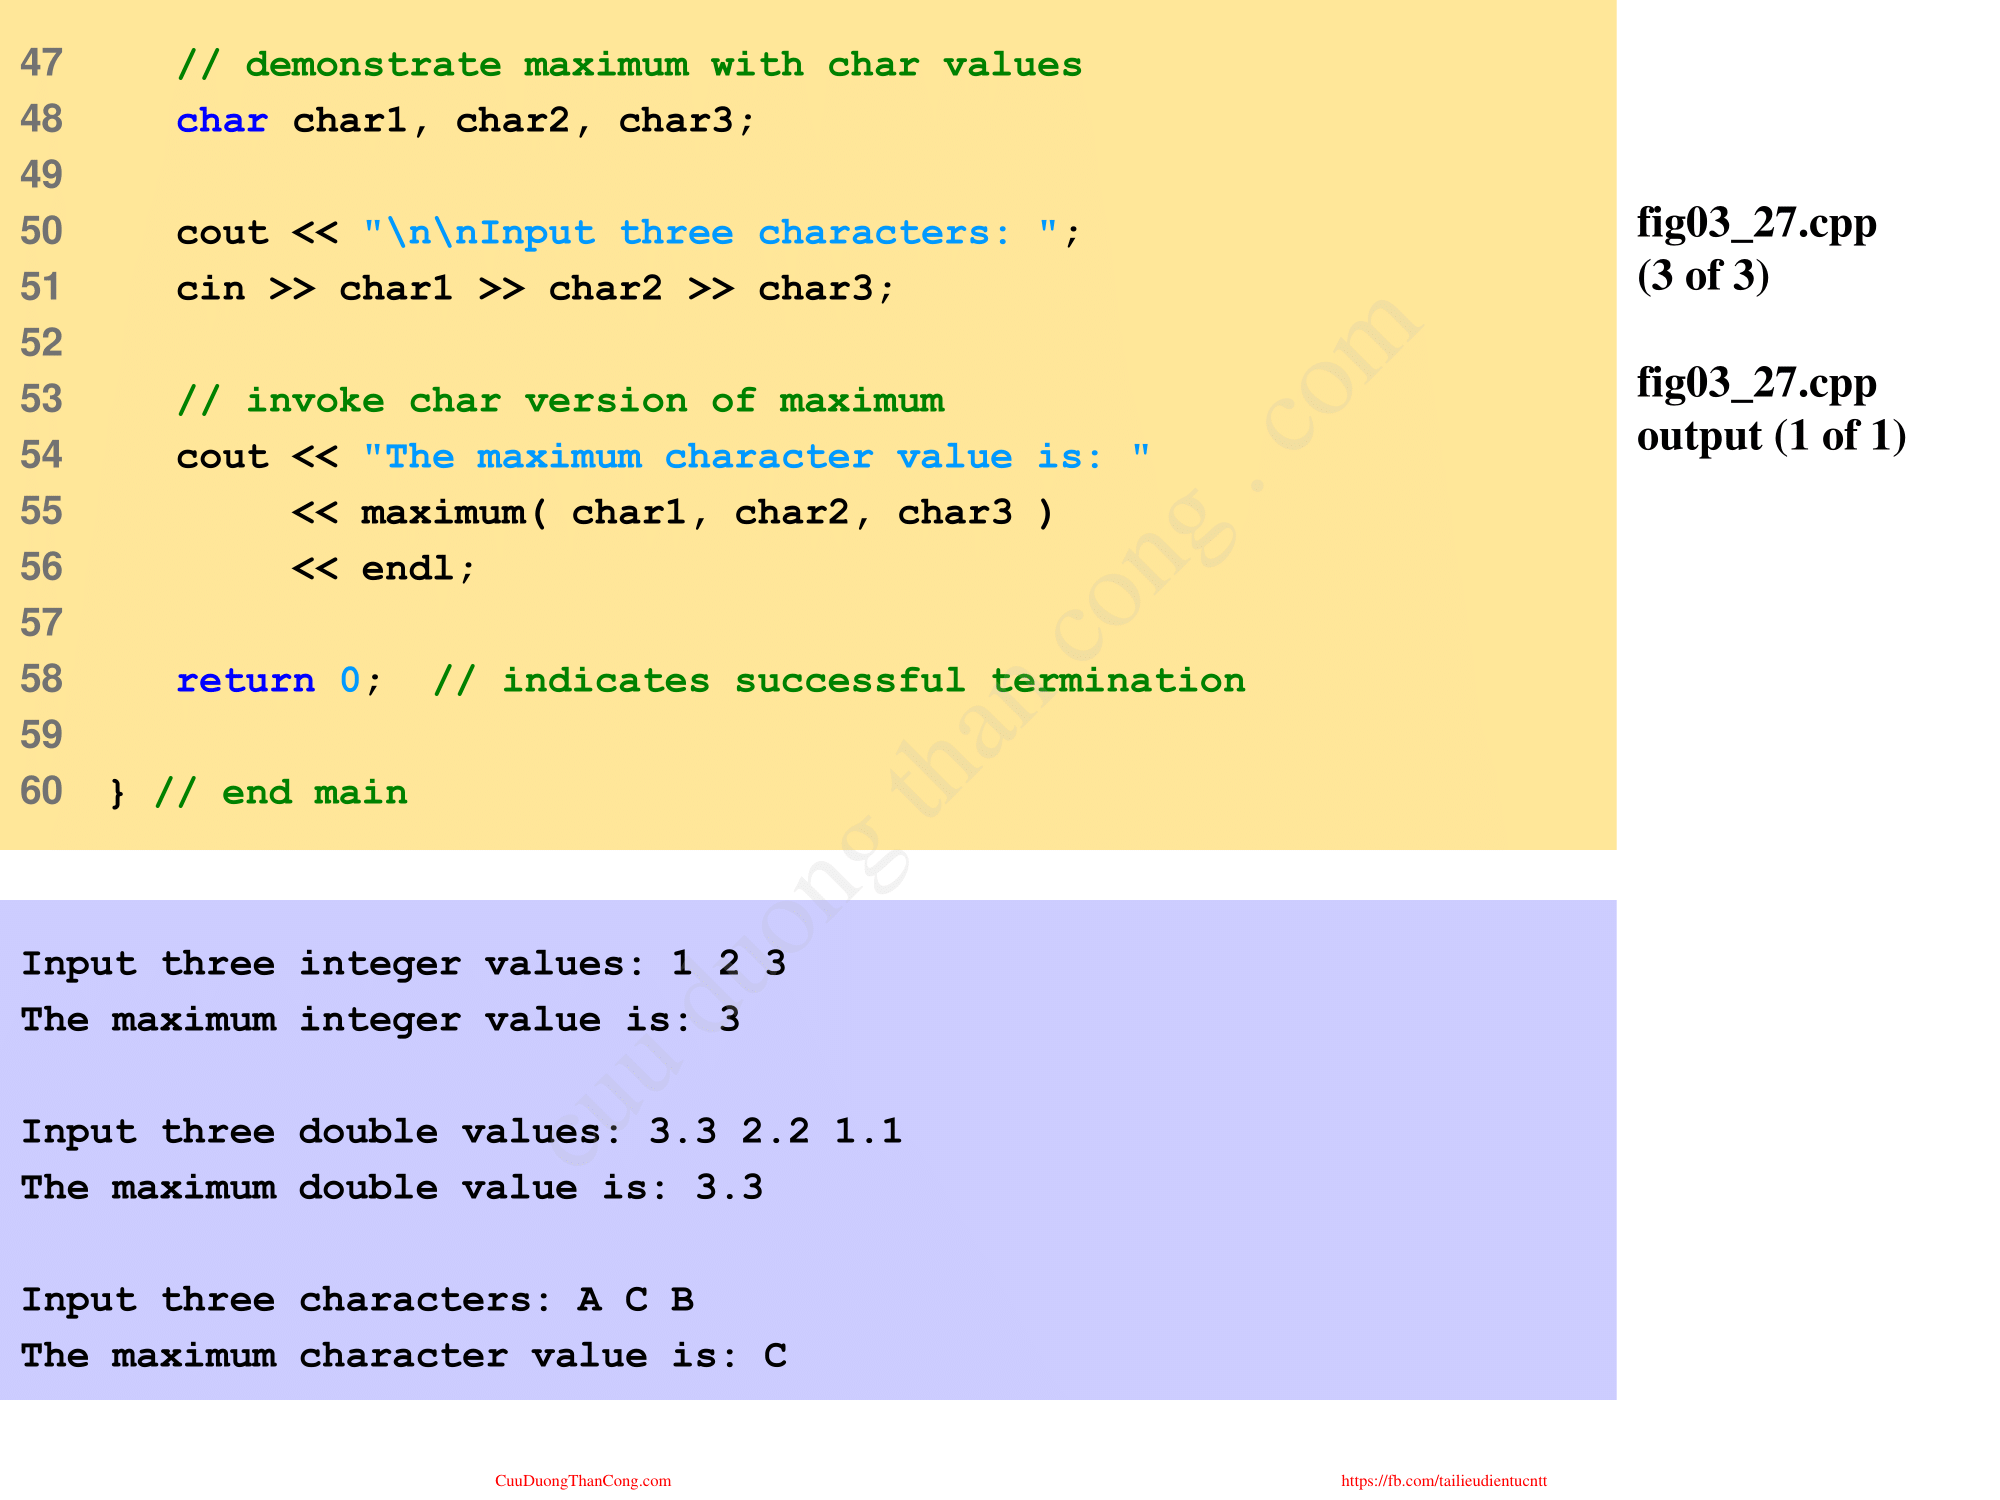 47 // demonstrate maximum with char values
48 char char1, char2, char3;
49
50 cout << "\n\nInput three characters: ";
51 cin >> char1 >> char2 >> char3;
52
53 // invoke char version of maximum
54 cout << "The maximum character value is: "
55 << maximum( char1, char2, char3 )
56 << endl;
57
58 return 0; // indicates successful termination
59
60 } // end main
fig03_27.cpp
(3 of 3)
fig03_27.cpp
output (1 of 1)
Input three integer values: 1 2 3
The maximum integer value is: 3
Input three double values: 3.3 2.2 1.1
The maximum double value is: 3.3
Input three characters: A C B
The maximum character value is: C
cuu duong than cong . com
CuuDuongThanCong.com
https://fb.com/tailieudientucntt